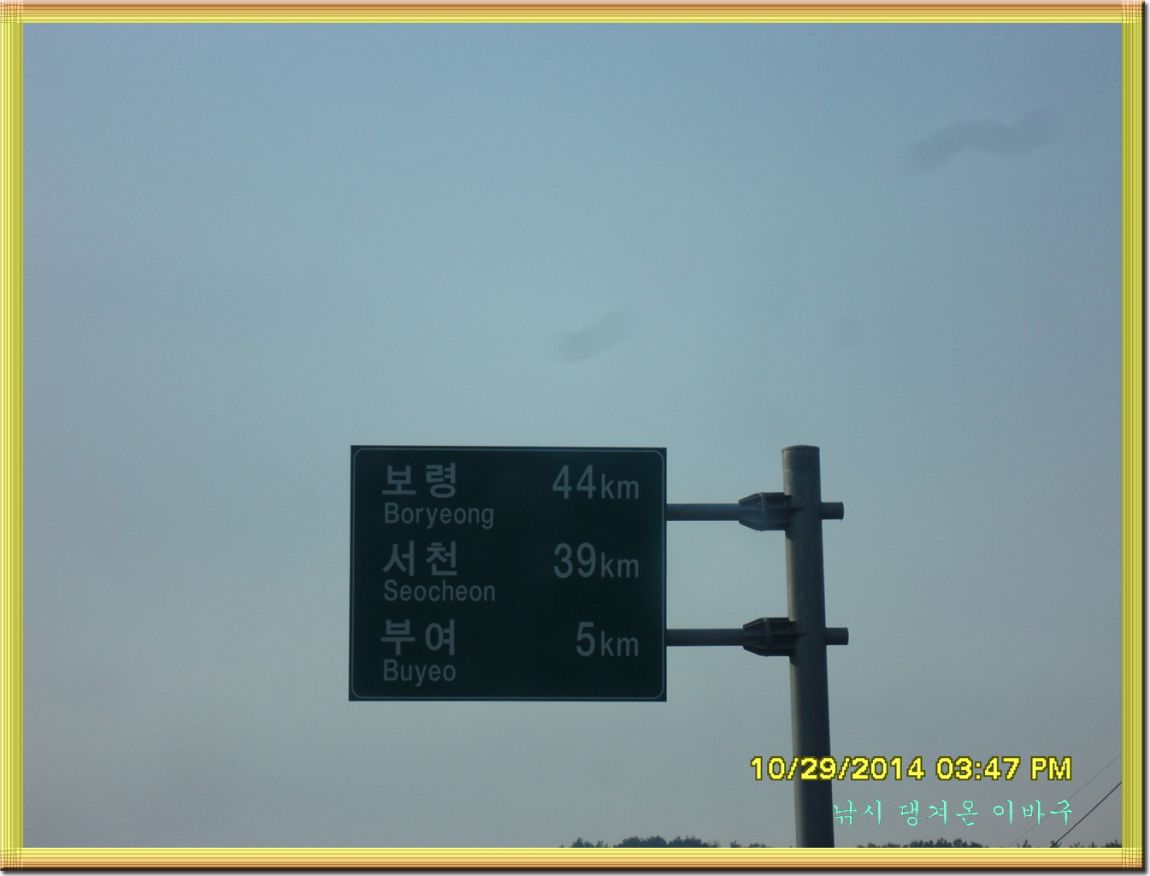 보령 44km
Boryeong
서천 39km
Seocheon
부여 5km
Buyeo
10/29/2014 03:47 PM
낚시 댕겨온 이바구